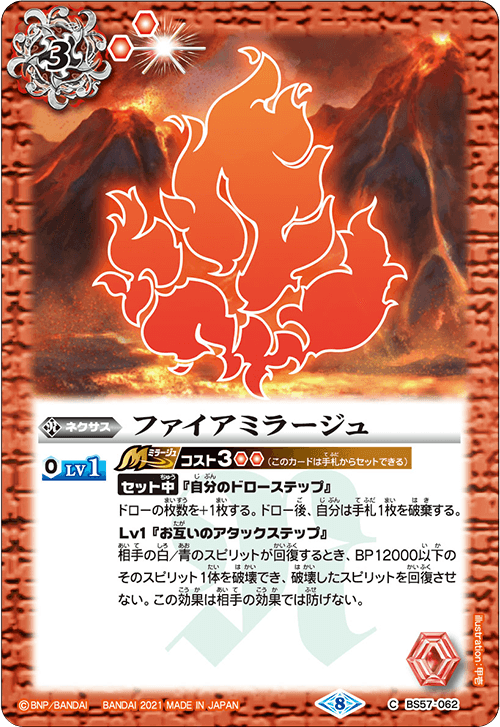 3
ネクサス ファイアミラージュ
0 LV1 Mミラージュ コスト3 (このカードは手札からセットできる)
セット中『自分のドローステップ』
ドローの枚数を+1枚する。ドロー後、自分は手札1枚を破棄する。
Lv1『お互いのアタックステップ』
相手の白/青のスピリットが回復するとき、BP12000以下の
そのスピリット1体を破壊でき、破壊したスピリットを回復させ
ない。この効果は相手の効果では防げない。
illustration:甲壱
©BNP/BANDAI BANDAI 2021 MADE IN JAPAN 8 C BS57-062